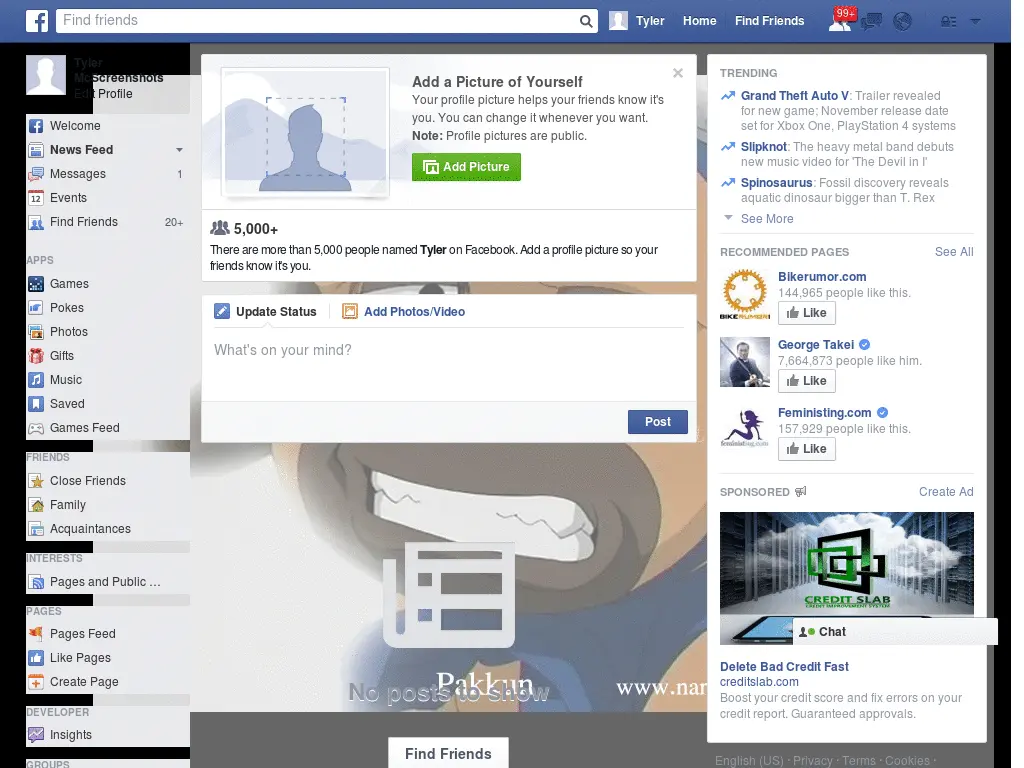 Find friends
Tyler
Home
Find Friends
99+
Tyler
McScreenshots
Edit Profile
Welcome
News Feed
Messages 1
Events
Find Friends 20+
APPS
Games
Pokes
Photos
Gifts
Music
Saved
Games Feed
FRIENDS
Close Friends
Family
Acquaintances
INTERESTS
Pages and Public ...
PAGES
Pages Feed
Like Pages
Create Page
DEVELOPER
Insights
GROUPS
Add a Picture of Yourself
Your profile picture helps your friends know it's
you. You can change it whenever you want.
Note: Profile pictures are public.
Add Picture
5,000+
There are more than 5,000 people named Tyler on Facebook. Add a profile picture so your
friends know it's you.
Update Status
Add Photos/Video
What's on your mind?
Post
No posts to show
Pakkun
www.nar
Find Friends
TRENDING
Grand Theft Auto V: Trailer revealed
for new game; November release date
set for Xbox One, PlayStation 4 systems
Slipknot: The heavy metal band debuts
new music video for 'The Devil in I'
Spinosaurus: Fossil discovery reveals
aquatic dinosaur bigger than T. Rex
See More
RECOMMENDED PAGES
See All
BIKERUMOR!
Bikerumor.com
144,965 people like this.
Like
George Takei
7,664,873 people like him.
Like
feministing.com
Feministing.com
157,929 people like this.
Like
SPONSORED
Create Ad
CREDIT SLAB
CREDIT IMPROVEMENT SYSTEM
Chat
Delete Bad Credit Fast
creditslab.com
Boost your credit score and fix errors on your
credit report. Guaranteed approvals.
English (US) · Privacy · Terms · Cookies ·